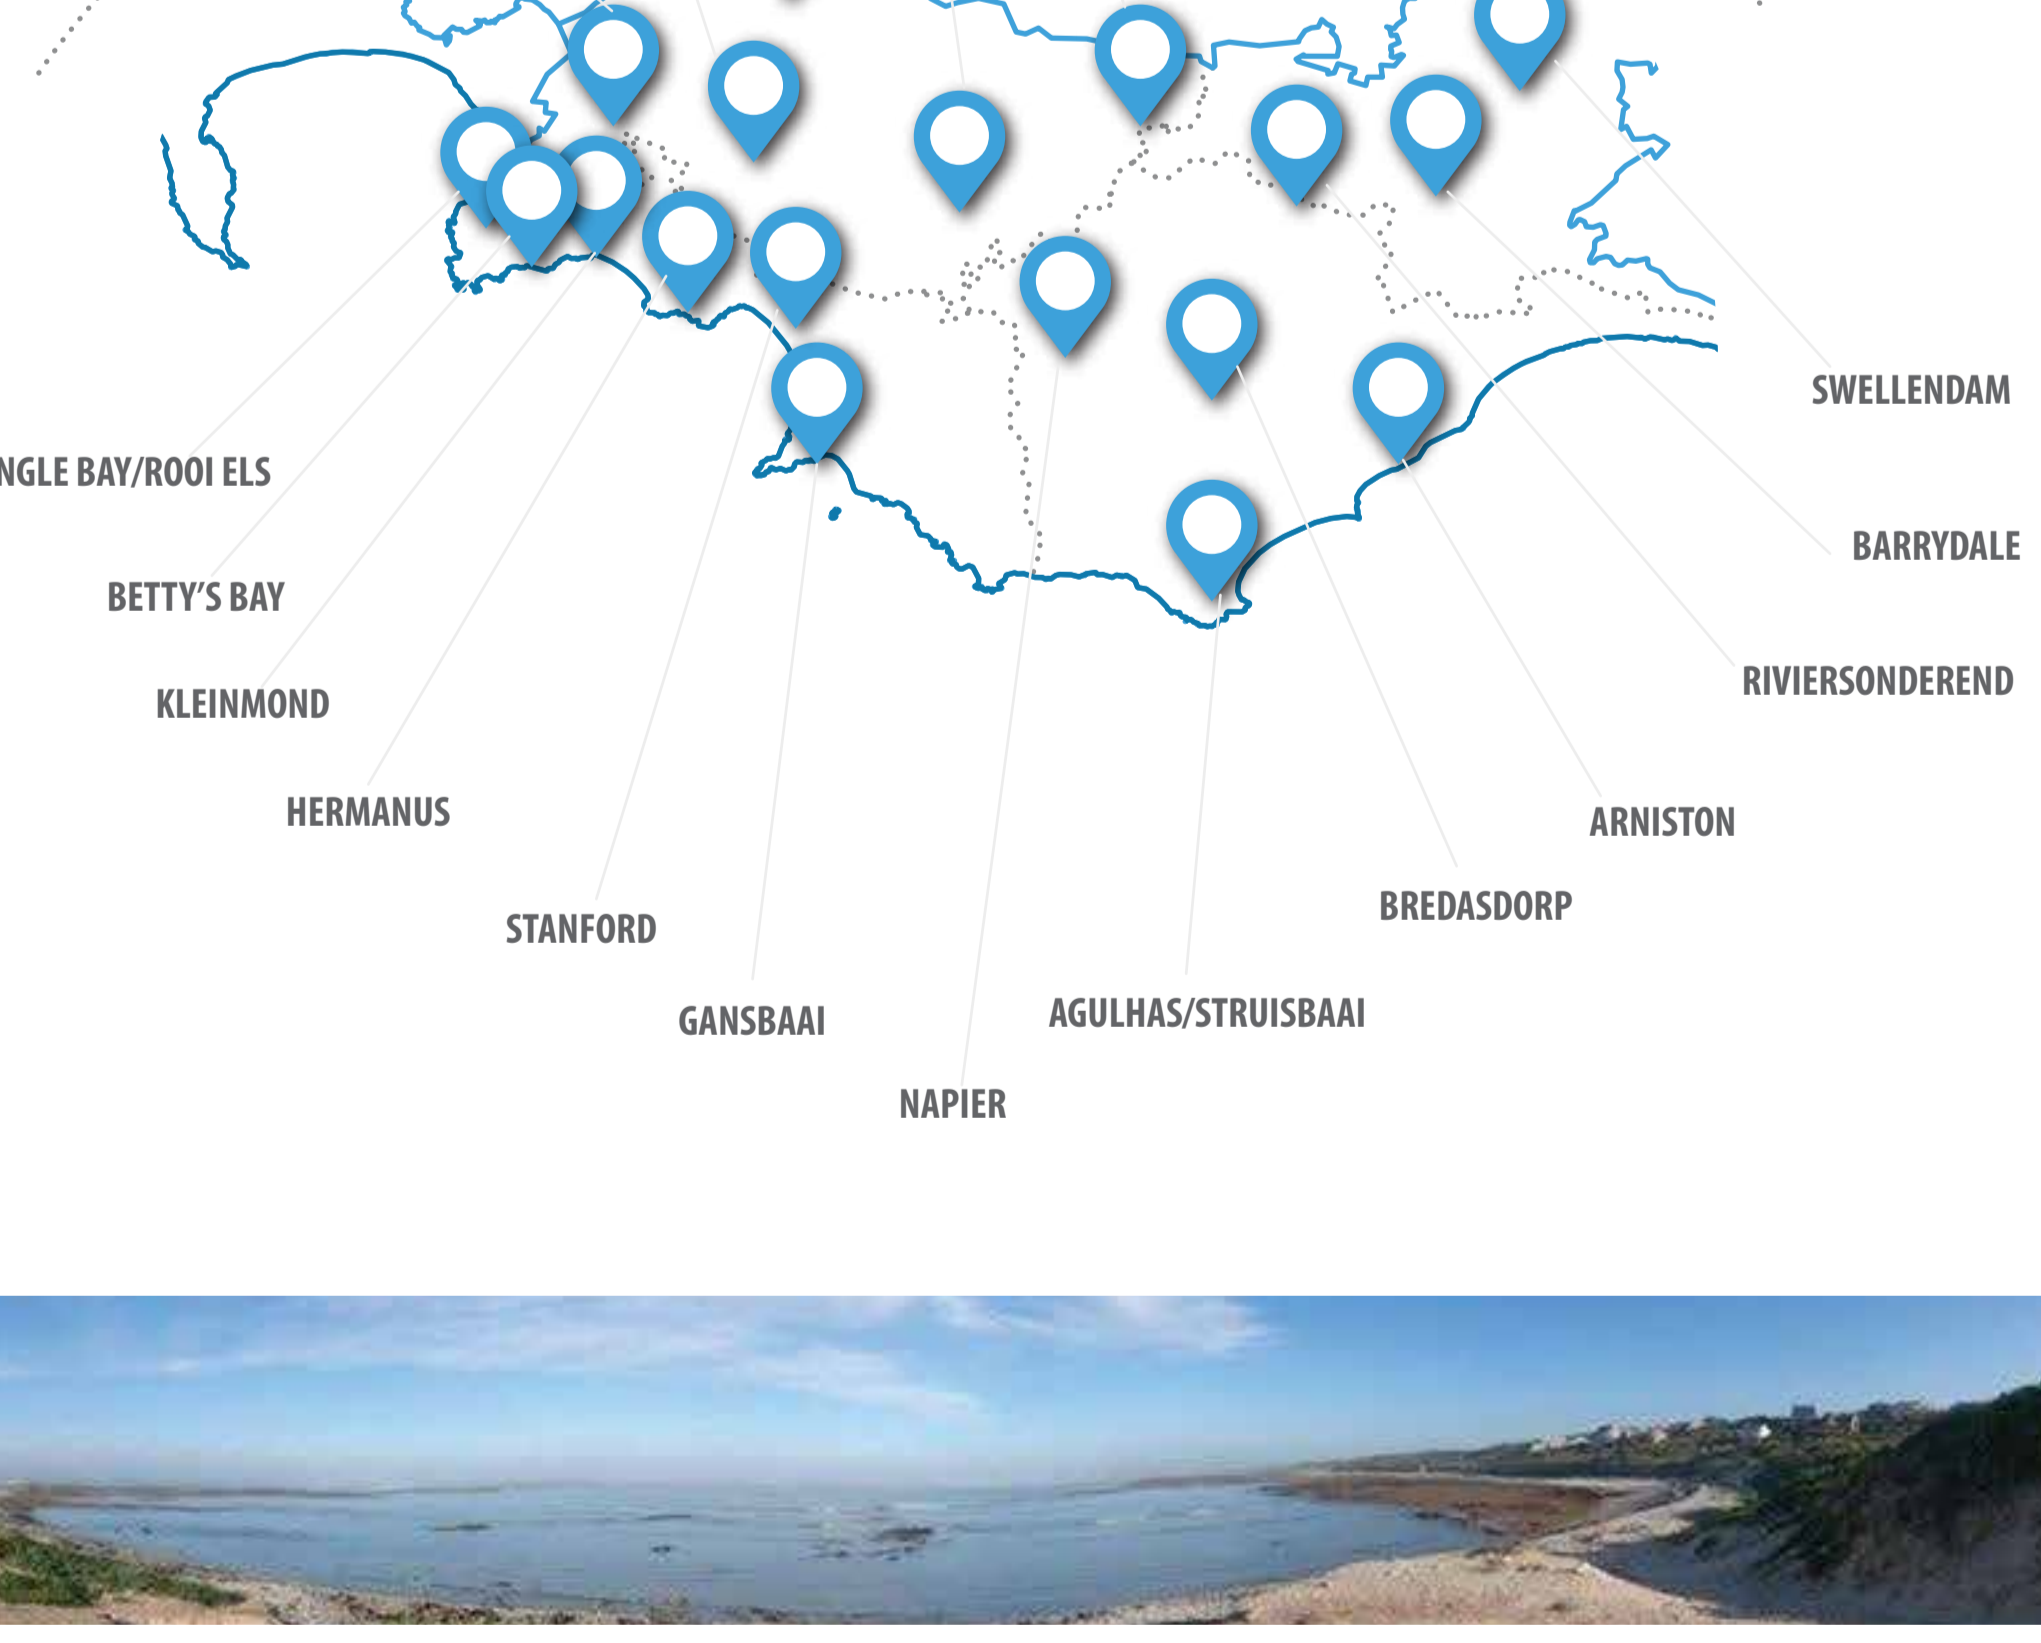 SWELLENDAM
NGLE BAY/ROOI ELS
BARRYDALE
BETTY'S BAY
RIVIERSONDEREND
KLEINMOND
HERMANUS
ARNISTON
BREDASDORP
STANFORD
AGULHAS/STRUISBAAI
GANSBAAI
NAPIER